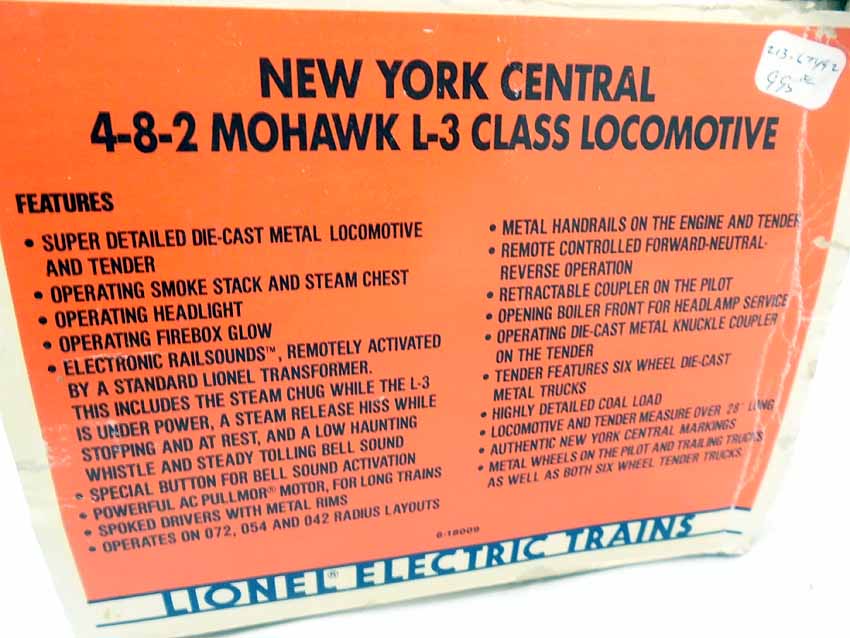 NEW YORK CENTRAL
4-8-2 MOHAWK L-3 CLASS LOCOMOTIVE
FEATURES
• SUPER DETAILED DIE-CAST METAL LOCOMOTIVE
AND TENDER
• OPERATING SMOKE STACK AND STEAM CHEST
• OPERATING HEADLIGHT
• OPERATING FIREBOX GLOW
• ELECTRONIC RAILSOUNDS™, REMOTELY ACTIVATED
BY A STANDARD LIONEL TRANSFORMER.
THIS INCLUDES THE STEAM CHUG WHILE THE L-3
IS UNDER POWER, A STEAM RELEASE HISS WHILE
STOPPING AND AT REST, AND A LOW HAUNTING
WHISTLE AND STEADY TOLLING BELL SOUND
• SPECIAL BUTTON FOR BELL SOUND ACTIVATION
• POWERFUL AC PULLMOR® MOTOR, FOR LONG TRAINS
• SPOKED DRIVERS WITH METAL RIMS
• OPERATES ON 072, 054 AND 042 RADIUS LAYOUTS
• METAL HANDRAILS ON THE ENGINE AND TENDER
• REMOTE CONTROLLED FORWARD-NEUTRAL-
REVERSE OPERATION
• RETRACTABLE COUPLER ON THE PILOT
• OPENING BOILER FRONT FOR HEADLAMP SERVICE
• OPERATING DIE-CAST METAL KNUCKLE COUPLER
ON THE TENDER
• TENDER FEATURES SIX WHEEL DIE-CAST
METAL TRUCKS
• HIGHLY DETAILED COAL LOAD
• LOCOMOTIVE AND TENDER MEASURE OVER 28" LONG
• AUTHENTIC NEW YORK CENTRAL MARKINGS
• METAL WHEELS ON THE PILOT AND TRAILING TRUCKS
AS WELL AS BOTH SIX WHEEL TENDER TRUCKS.
6-18009
LIONEL® ELECTRIC TRAINS